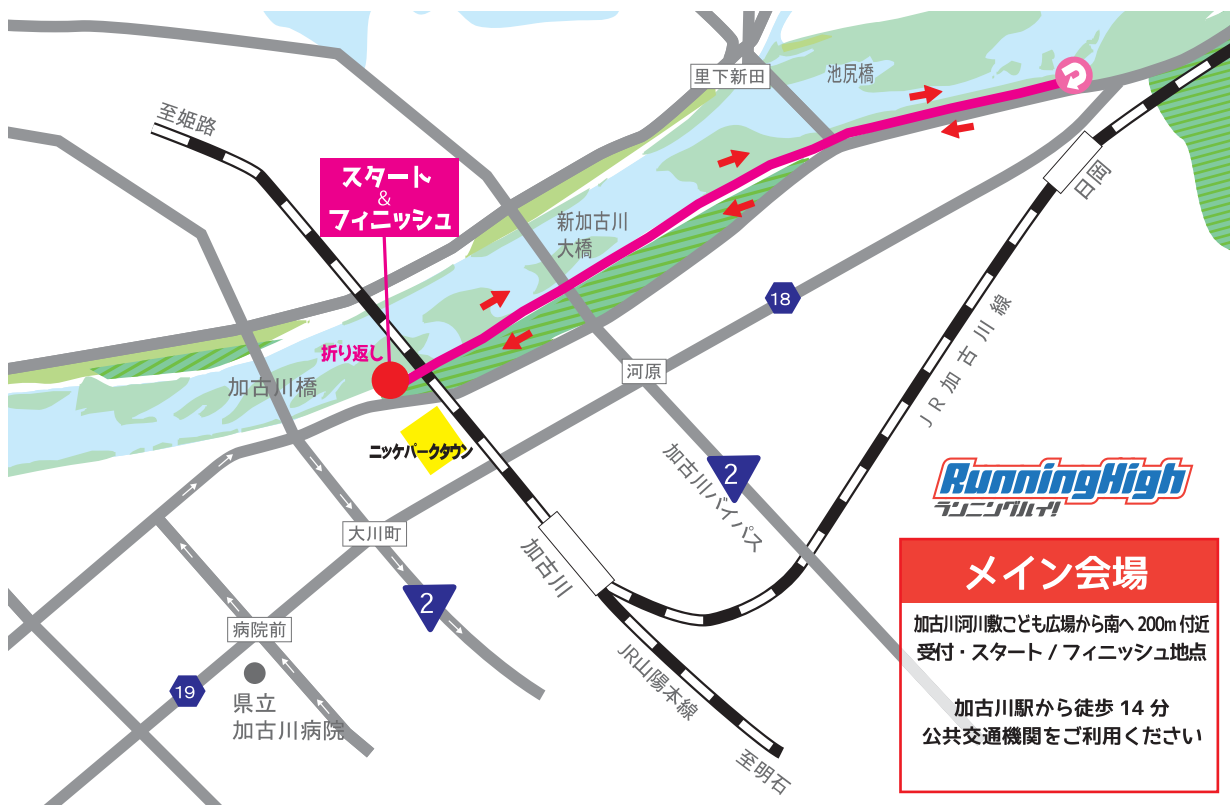 里下新田
池尻橋
至姫路
スタート
&
フィニッシュ
日岡
新加古川
大橋
18
折り返し
加古川橋
河原
JR加古川線
ニッケパークタウン
加古川バイパス
2
RunningHigh
ランニングハイ!
大川町
加古川
2
病院前
19
県立
加古川病院
JR山陽本線
至明石
メイン会場
加古川河川敷こども広場から南へ200m付近
受付・スタート / フィニッシュ地点
加古川駅から徒歩 14 分
公共交通機関をご利用ください